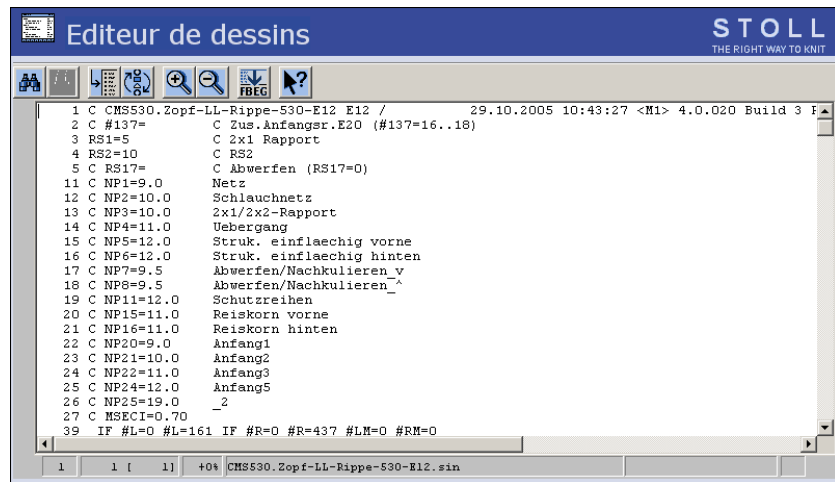 Editeur de dessins
STOLL
THE RIGHT WAY TO KNIT
FBEG
1 C CMS530.Zopf-LL-Rippe-530-E12 E12 / 29.10.2005 10:43:27 <M1> 4.0.020 Build 3
2 C #137= C Zus.Anfangsr.E20 (#137=16..18)
3 RS1=5 C 2x1 Rapport
4 RS2=10 C RS2
5 C RS17= C Abwerfen (RS17=0)
11 C NP1=9.0 Netz
12 C NP2=10.0 Schlauchnetz
13 C NP3=10.0 2x1/2x2-Rapport
14 C NP4=11.0 Uebergang
15 C NP5=12.0 Struk. einflaechig vorne
16 C NP6=12.0 Struk. einflaechig hinten
17 C NP7=9.5 Abwerfen/Nachkulieren_v
18 C NP8=9.5 Abwerfen/Nachkulieren_^
19 C NP11=12.0 Schutzreihen
20 C NP15=11.0 Reiskorn vorne
21 C NP16=11.0 Reiskorn hinten
22 C NP20=9.0 Anfang1
23 C NP21=10.0 Anfang2
24 C NP22=11.0 Anfang3
25 C NP24=12.0 Anfang5
26 C NP25=19.0 _2
27 C MSECI=0.70
39 IF #L=0 #L=161 IF #R=0 #R=437 #LM=0 #RM=0
1 1 [ 1] +0% CMS530.Zopf-LL-Rippe-530-E12.sin